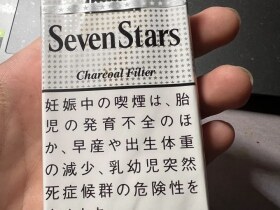 Seven Stars
Charcoal Filter
妊娠中の喫煙は、胎
児の発育不全のほ
か、早産や出生体重
の減少、乳幼児突然
死症候群の危険性を